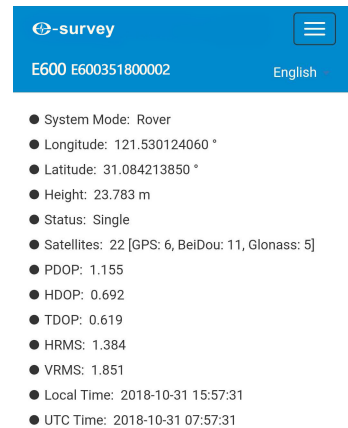 e-survey
E600 E600351800002
English
System Mode: Rover
Longitude: 121.530124060 °
Latitude: 31.084213850 °
Height: 23.783 m
Status: Single
Satellites: 22 [GPS: 6, BeiDou: 11, Glonass: 5]
PDOP: 1.155
HDOP: 0.692
TDOP: 0.619
HRMS: 1.384
VRMS: 1.851
Local Time: 2018-10-31 15:57:31
UTC Time: 2018-10-31 07:57:31